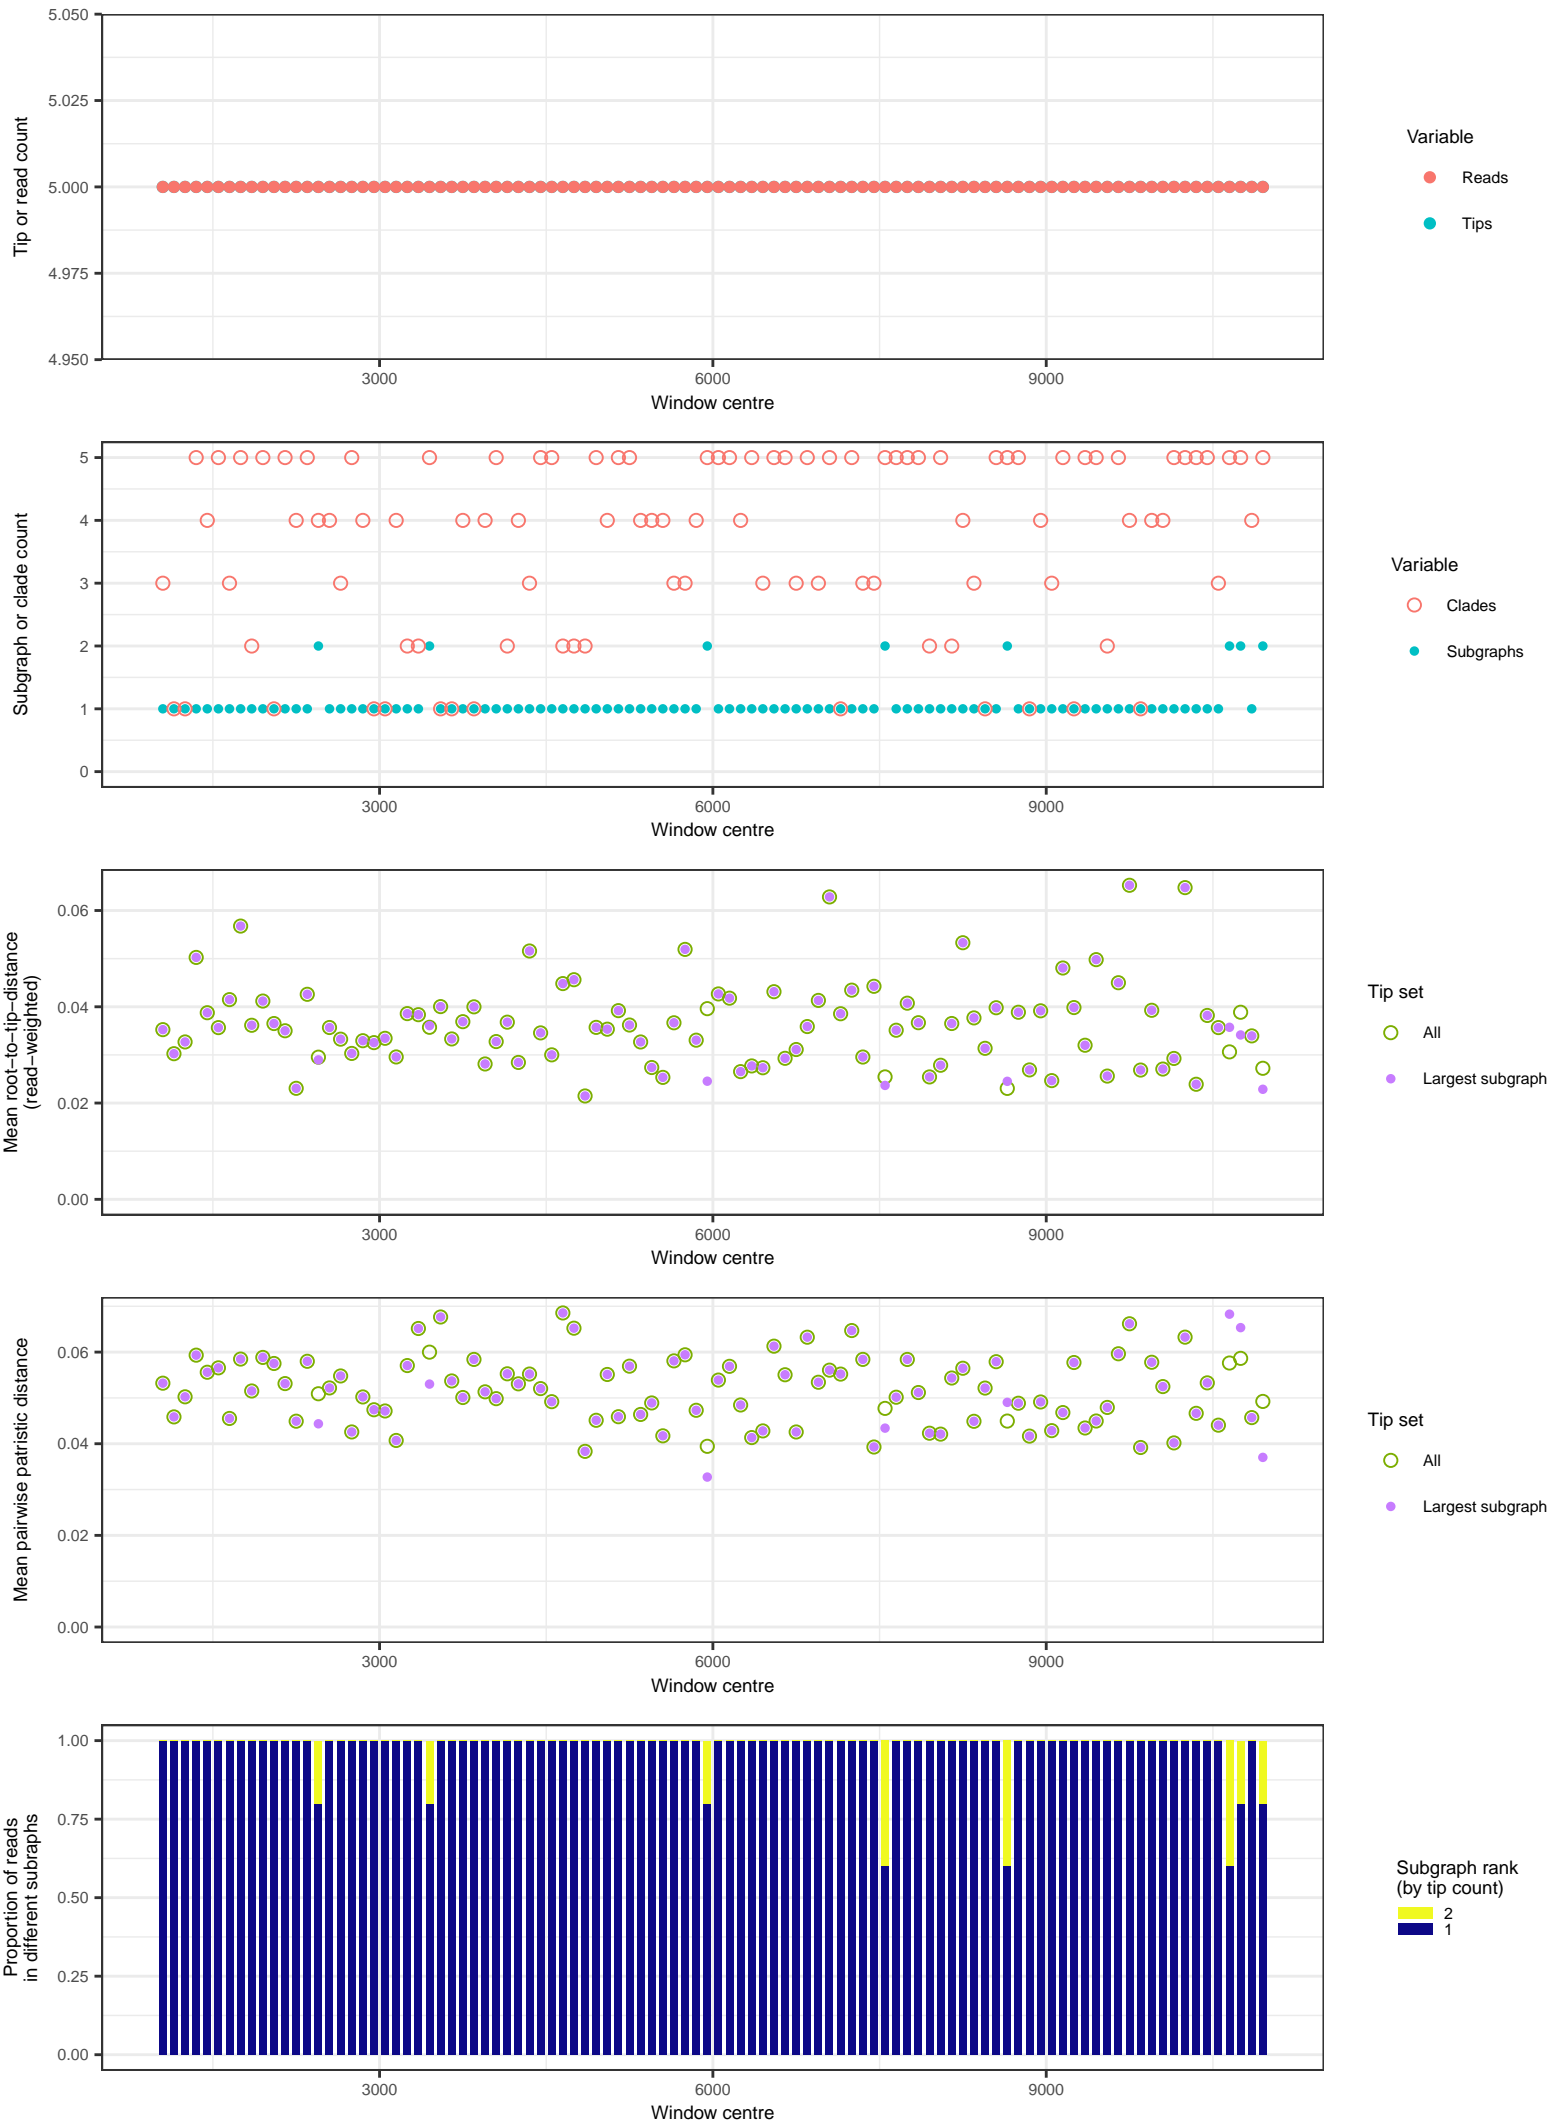 5.050
5.025
5.000
4.975
4.950
Tip or read count
3000 6000 9000
Window centre
Variable
Reads
Tips
5
4
3
2
1
0
Subgraph or clade count
3000 6000 9000
Window centre
Variable
Clades
Subgraphs
0.06
0.04
0.02
0.00
Mean root−to−tip−distance
(read−weighted)
3000 6000 9000
Window centre
Tip set
All
Largest subgraph
0.06
0.04
0.02
0.00
Mean pairwise patristic distance
3000 6000 9000
Window centre
Tip set
All
Largest subgraph
1.00
0.75
0.50
0.25
0.00
Proportion of reads
in different subraphs
3000 6000 9000
Window centre
Subgraph rank
(by tip count)
2
1